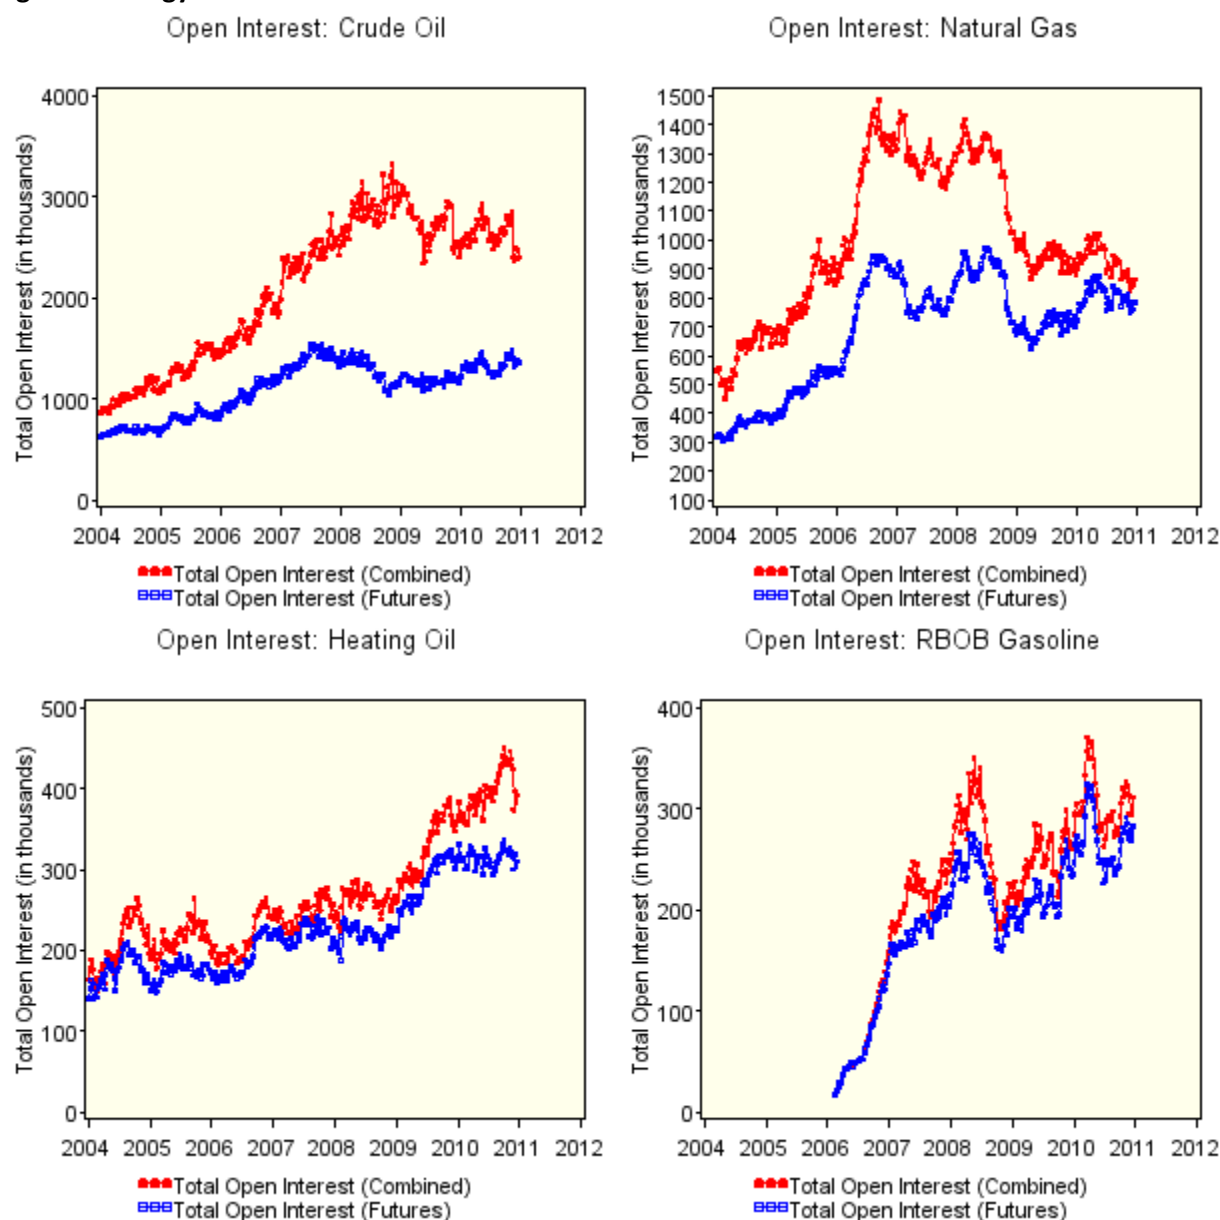 Open Interest: Crude Oil
Total Open Interest (in thousands)
4000
3000
2000
1000
0
2004 2005 2006 2007 2008 2009 2010 2011 2012
Total Open Interest (Combined)
Total Open Interest (Futures)
Open Interest: Natural Gas
Total Open Interest (in thousands)
1500
1400
1300
1200
1100
1000
900
800
700
600
500
400
300
200
100
2004 2005 2006 2007 2008 2009 2010 2011 2012
Total Open Interest (Combined)
Total Open Interest (Futures)
Open Interest: Heating Oil
Total Open Interest (in thousands)
500
400
300
200
100
0
2004 2005 2006 2007 2008 2009 2010 2011 2012
Total Open Interest (Combined)
Total Open Interest (Futures)
Open Interest: RBOB Gasoline
Total Open Interest (in thousands)
400
300
200
100
0
2004 2005 2006 2007 2008 2009 2010 2011 2012
Total Open Interest (Combined)
Total Open Interest (Futures)